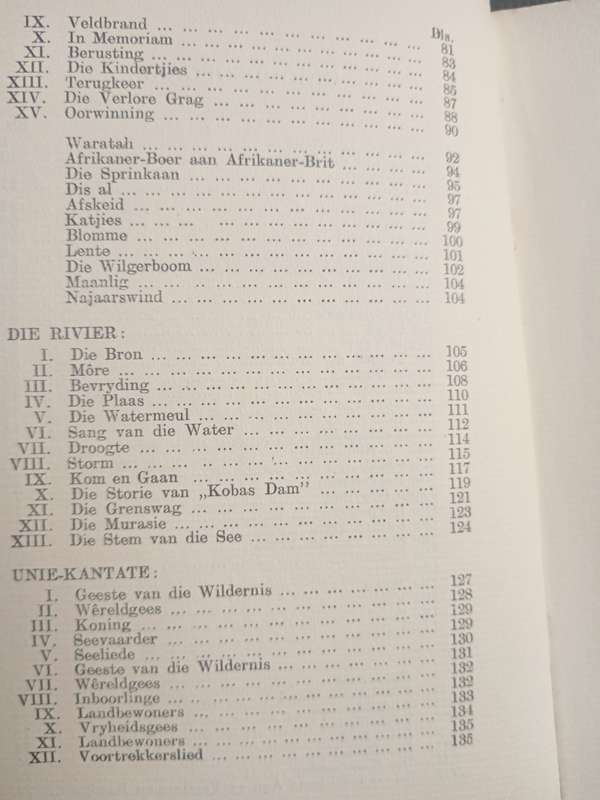 Bls.
IX. Veldbrand ... ... ... ... ... ... ... ... ... ... 81
X. In Memoriam ... ... ... ... ... ... ... ... ... 83
XI. Berusting ... ... ... ... ... ... ... ... ... ... 84
XII. Die Kindertjies ... ... ... ... ... ... ... ... 85
XIII. Terugkeer ... ... ... ... ... ... ... ... ... ... 87
XIV. Die Verlore Grag ... ... ... ... ... ... ... ... 88
XV. Oorwinning ... ... ... ... ... ... ... ... ... 90
Waratah ... ... ... ... ... ... ... ... ... ... ... 92
Afrikaner-Boer aan Afrikaner-Brit ... ... ... ... 94
Die Sprinkaan ... ... ... ... ... ... ... ... ... 95
Dis al ... ... ... ... ... ... ... ... ... ... ... 97
Afskeid ... ... ... ... ... ... ... ... ... ... ... 97
Katjies ... ... ... ... ... ... ... ... ... ... ... 99
Blomme ... ... ... ... ... ... ... ... ... ... ... 100
Lente ... ... ... ... ... ... ... ... ... ... ... 101
Die Wilgerboom ... ... ... ... ... ... ... ... ... 102
Maanlig ... ... ... ... ... ... ... ... ... ... ... 104
Najaarswind ... ... ... ... ... ... ... ... ... ... 104
DIE RIVIER:
I. Die Bron ... ... ... ... ... ... ... ... ... ... ... 105
II. Môre ... ... ... ... ... ... ... ... ... ... ... ... 106
III. Bevryding ... ... ... ... ... ... ... ... ... ... 108
IV. Die Plaas ... ... ... ... ... ... ... ... ... ... 110
V. Die Watermeul ... ... ... ... ... ... ... ... ... 111
VI. Sang van die Water ... ... ... ... ... ... ... ... 112
VII. Droogte ... ... ... ... ... ... ... ... ... ... ... 114
VIII. Storm ... ... ... ... ... ... ... ... ... ... ... 115
IX. Kom en Gaan ... ... ... ... ... ... ... ... ... 117
X. Die Storie van „Kobas Dam” ... ... ... ... ... 119
XI. Die Grenswag ... ... ... ... ... ... ... ... ... 121
XII. Die Murasie ... ... ... ... ... ... ... ... ... ... 123
XIII. Die Stem van die See ... ... ... ... ... ... ... 124
UNIE-KANTATE:
I. Geeste van die Wildernis ... ... ... ... ... ... 127
II. Wêreldgees ... ... ... ... ... ... ... ... ... ... 128
III. Koning ... ... ... ... ... ... ... ... ... ... ... 129
IV. Seevaarder ... ... ... ... ... ... ... ... ... ... 129
V. Seeliede ... ... ... ... ... ... ... ... ... ... ... 130
VI. Geeste van die Wildernis ... ... ... ... ... ... 131
VII. Wêreldgees ... ... ... ... ... ... ... ... ... ... 132
VIII. Inboorlinge ... ... ... ... ... ... ... ... ... ... 132
IX. Landbewoners ... ... ... ... ... ... ... ... ... 133
X. Vryheidsgees ... ... ... ... ... ... ... ... ... 134
XI. Landbewoners ... ... ... ... ... ... ... ... ... 135
XII. Voortrekkerslied ... ... ... ... ... ... ... ... 135